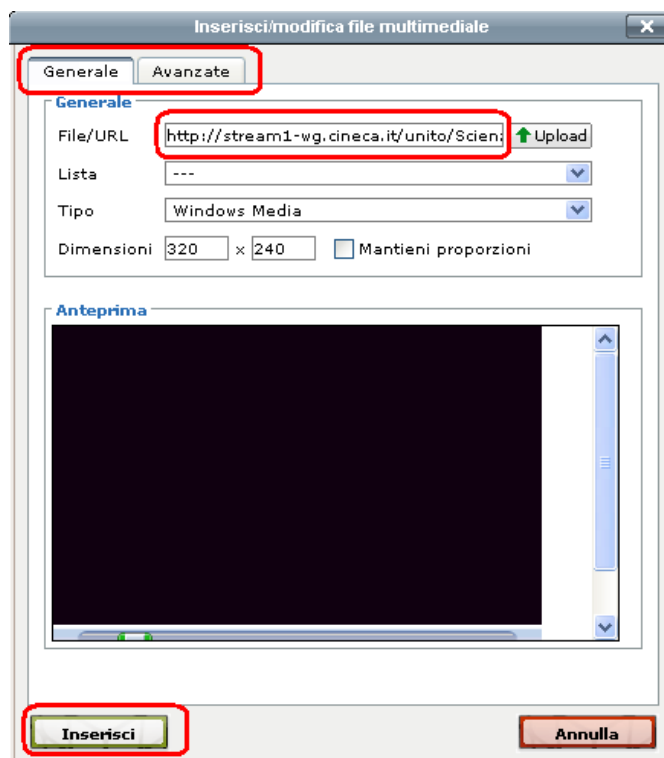 Inserisci/modifica file multimediale
Generale Avanzate
Generale
File/URL http://stream1-wg.cineca.it/unito/Scien Upload
Lista ---
Tipo Windows Media
Dimensioni 320 x 240 Mantieni proporzioni
Anteprima
Inserisci Annulla